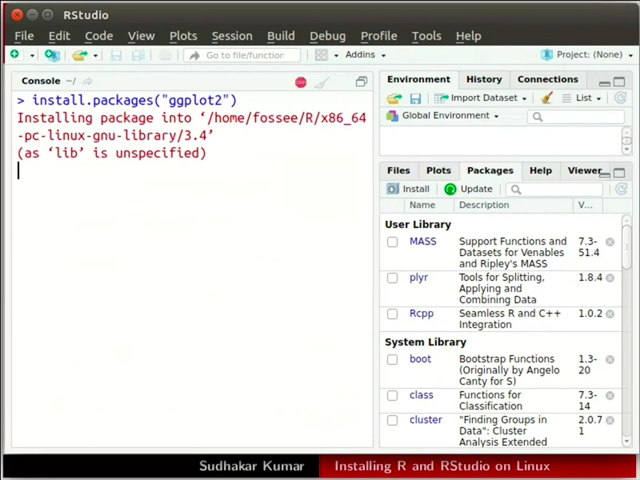 RStudio
File Edit Code View Plots Session Build Debug Profile Tools Help
Go to file/function Addins Project: (None)
Console ~/
> install.packages("ggplot2")
Installing package into ‘/home/fossee/R/x86_64
-pc-linux-gnu-library/3.4’
(as ‘lib’ is unspecified)
Environment History Connections
Import Dataset List
Global Environment
Files Plots Packages Help Viewer
Install Update
Name Description V...
User Library
MASS Support Functions and 7.3-
Datasets for Venables 51.4
and Ripley's MASS
plyr Tools for Splitting, 1.8.4
Applying and
Combining Data
Rcpp Seamless R and C++ 1.0.2
Integration
System Library
boot Bootstrap Functions 1.3-
(Originally by Angelo 20
Canty for S)
class Functions for 7.3-
Classification 14
cluster "Finding Groups in 2.0.7
Data": Cluster 1
Analysis Extended
Sudhakar Kumar Installing R and RStudio on Linux